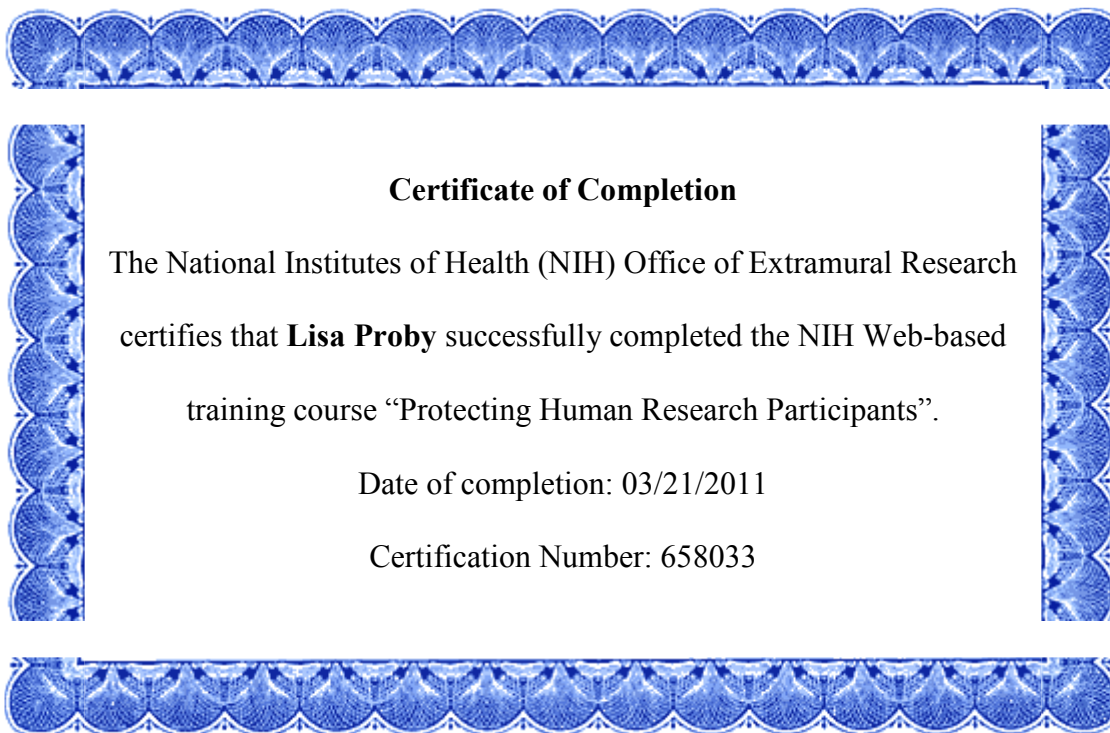 Certificate of Completion
The National Institutes of Health (NIH) Office of Extramural Research
certifies that Lisa Proby successfully completed the NIH Web-based
training course “Protecting Human Research Participants”.
Date of completion: 03/21/2011
Certification Number: 658033